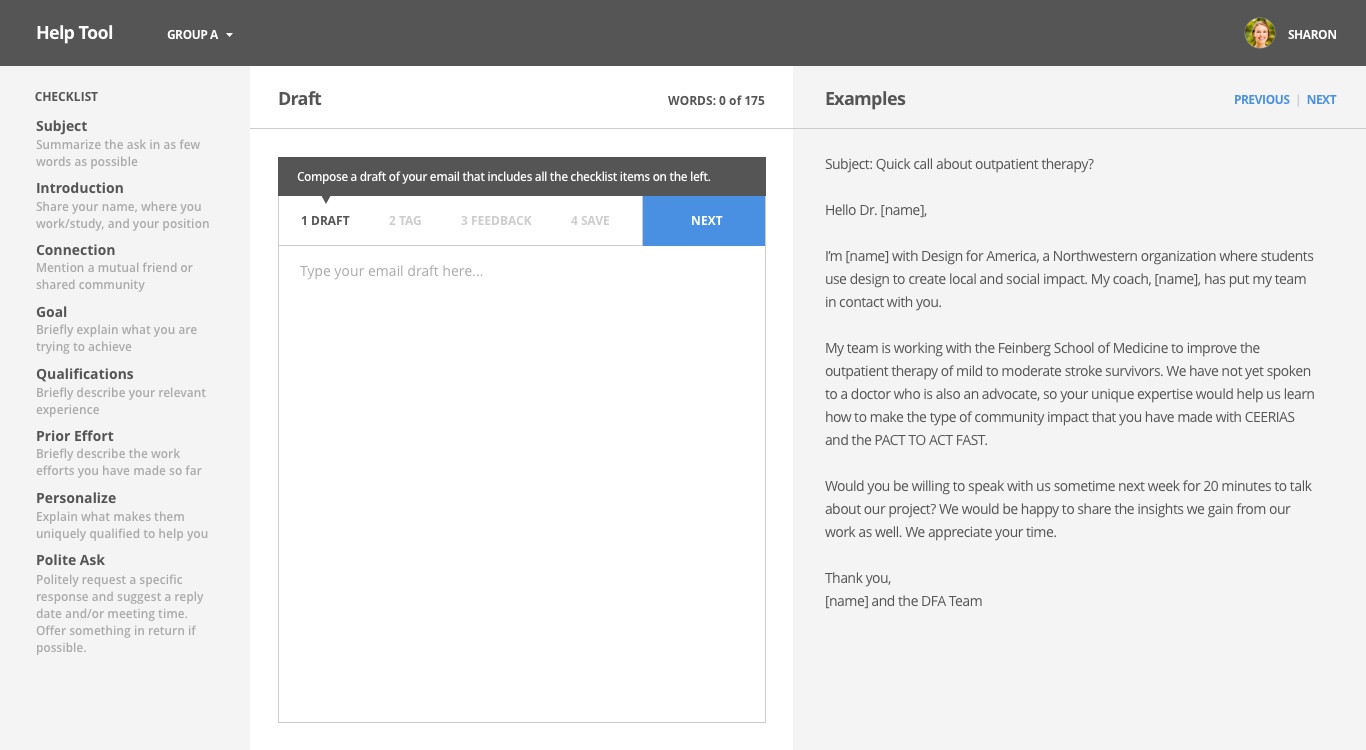 Help Tool
GROUP A
SHARON
CHECKLIST
Subject
Summarize the ask in as few
words as possible
Introduction
Share your name, where you
work/study, and your position
Connection
Mention a mutual friend or
shared community
Goal
Briefly explain what you are
trying to achieve
Qualifications
Briefly describe your relevant
experience
Prior Effort
Briefly describe the work
efforts you have made so far
Personalize
Explain what makes them
uniquely qualified to help you
Polite Ask
Politely request a specific
response and suggest a reply
date and/or meeting time.
Offer something in return if
possible.
Draft
WORDS: 0 of 175
Compose a draft of your email that includes all the checklist items on the left.
1 DRAFT
2 TAG
3 FEEDBACK
4 SAVE
NEXT
Type your email draft here...
Examples
PREVIOUS | NEXT
Subject: Quick call about outpatient therapy?
Hello Dr. [name],
I’m [name] with Design for America, a Northwestern organization where students
use design to create local and social impact. My coach, [name], has put my team
in contact with you.
My team is working with the Feinberg School of Medicine to improve the
outpatient therapy of mild to moderate stroke survivors. We have not yet spoken
to a doctor who is also an advocate, so your unique expertise would help us learn
how to make the type of community impact that you have made with CEERIAS
and the PACT TO ACT FAST.
Would you be willing to speak with us sometime next week for 20 minutes to talk
about our project? We would be happy to share the insights we gain from our
work as well. We appreciate your time.
Thank you,
[name] and the DFA Team